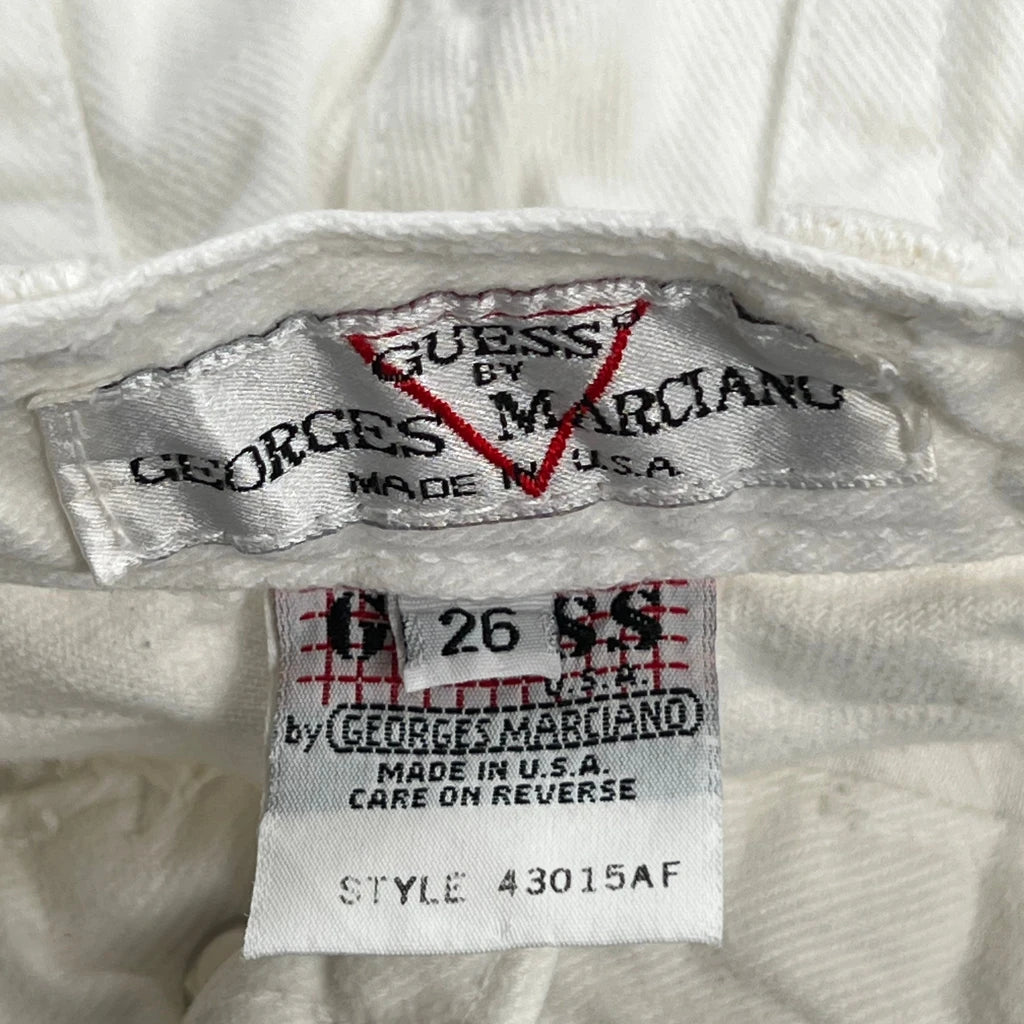 GUESS
BY
GEORGES MARCIANO
MADE IN U.S.A.
26
U.S.A.
by GEORGES MARCIANO
MADE IN U.S.A.
CARE ON REVERSE
STYLE 43015AF